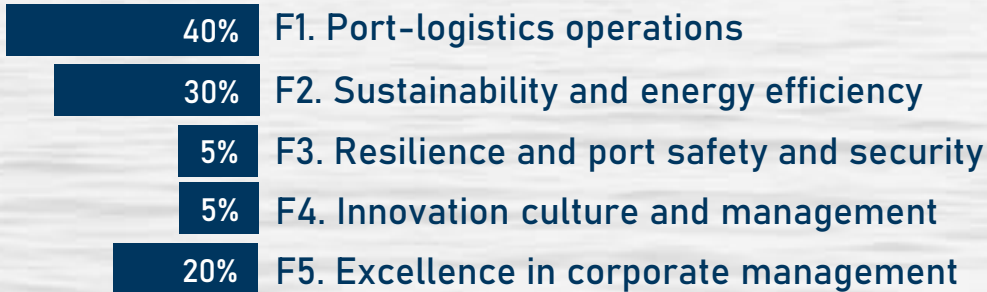 40% F1. Port-logistics operations
30% F2. Sustainability and energy efficiency
5% F3. Resilience and port safety and security
5% F4. Innovation culture and management
20% F5. Excellence in corporate management